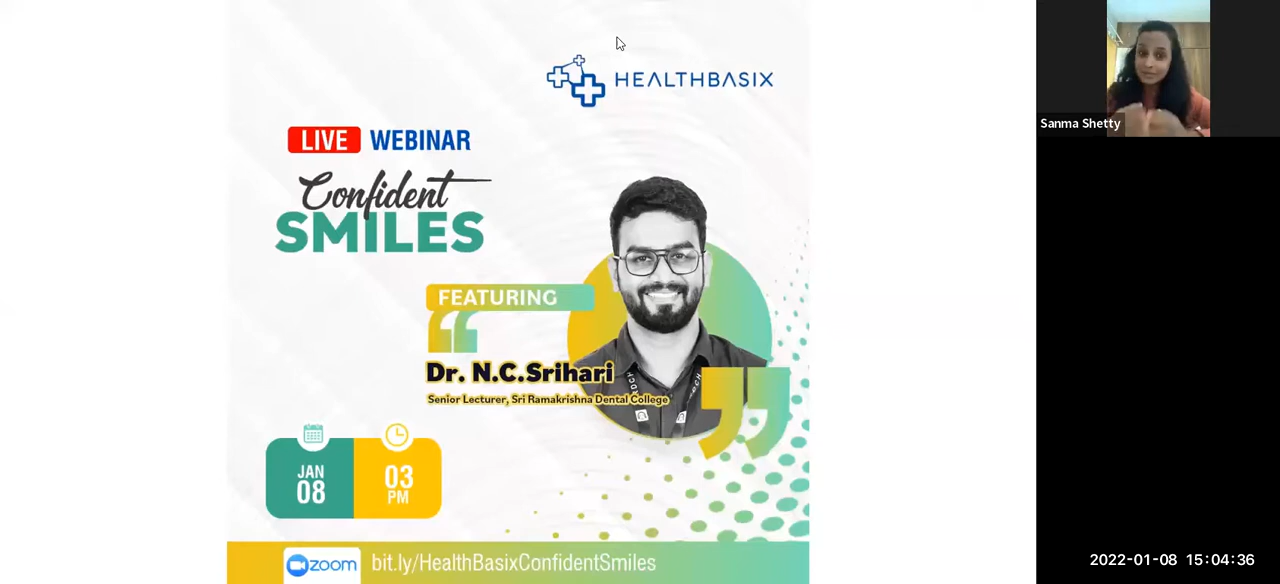 HEALTHBASIX
LIVE WEBINAR
Confident
SMILES
FEATURING
Dr. N.C.Srihari
Senior Lecturer, Sri Ramakrishna Dental College
JAN
08
03
PM
zoom
bit.ly/HealthBasixConfidentSmiles
Sanma Shetty
2022-01-08 15:04:36